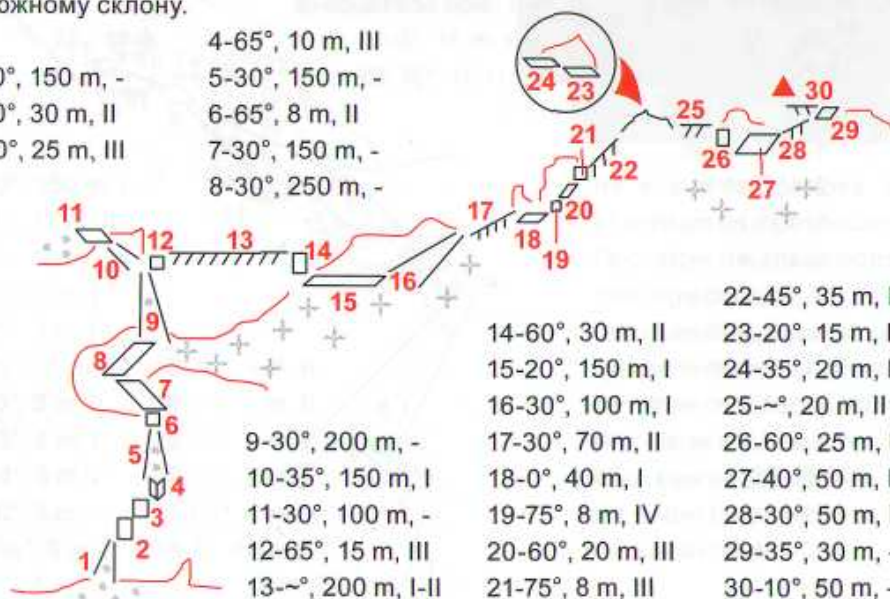 ожному склону.
0°, 150 m, -
0°, 30 m, II
0°, 25 m, III
4-65°, 10 m, III
5-30°, 150 m, -
6-65°, 8 m, II
7-30°, 150 m, -
8-30°, 250 m, -
24 23
30
29
28
27
26
25
22
21
20
19
18
17
16
15
14
13
12
11
10
9
8
7
6
5
4
3
2
1
9-30°, 200 m, -
10-35°, 150 m, I
11-30°, 100 m, -
12-65°, 15 m, III
13-~°, 200 m, I-II
14-60°, 30 m, II
15-20°, 150 m, I
16-30°, 100 m, I
17-30°, 70 m, II
18-0°, 40 m, I
19-75°, 8 m, IV
20-60°, 20 m, III
21-75°, 8 m, III
22-45°, 35 m,
23-20°, 15 m,
24-35°, 20 m,
25-~°, 20 m, II
26-60°, 25 m,
27-40°, 50 m,
28-30°, 50 m,
29-35°, 30 m, -
30-10°, 50 m, -